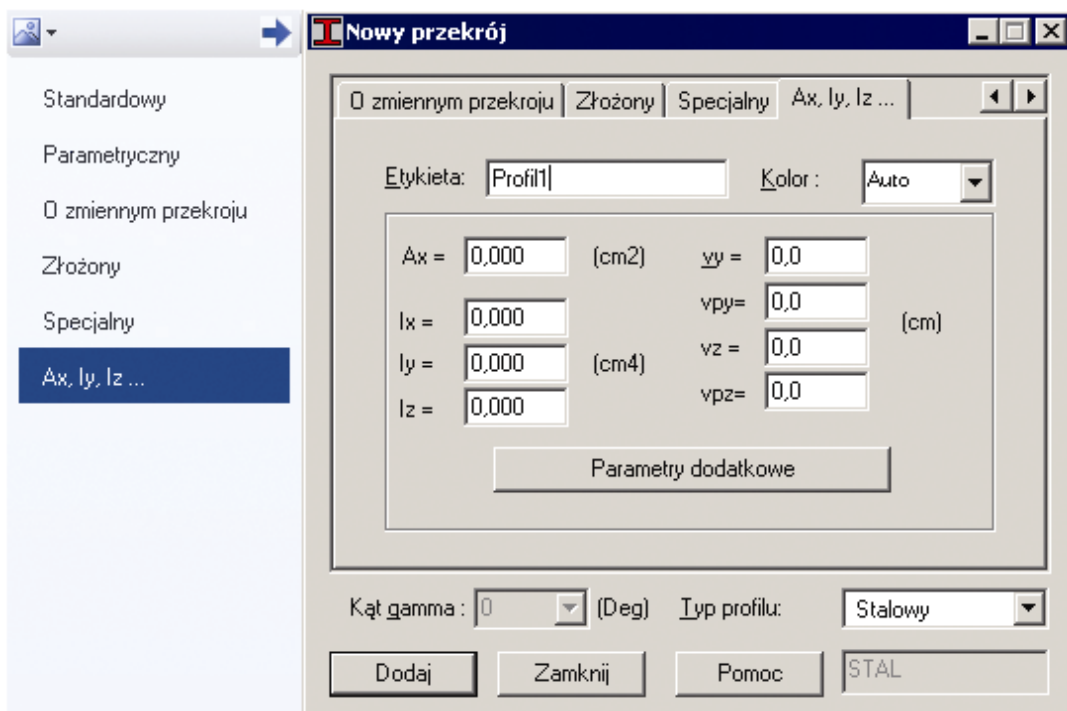 Standardowy
Parametryczny
O zmiennym przekroju
Złożony
Specjalny
Ax, Iy, Iz ...
Nowy przekrój
O zmiennym przekroju Złożony Specjalny Ax, Iy, Iz ...
Etykieta: Profil1 Kolor : Auto
Ax = 0,000 (cm2) vy = 0,0
Ix = 0,000 vpy= 0,0 (cm)
Iy = 0,000 (cm4) vz = 0,0
Iz = 0,000 vpz= 0,0
Parametry dodatkowe
Kąt gamma : 0 (Deg) Typ profilu: Stalowy
Dodaj Zamknij Pomoc STAL